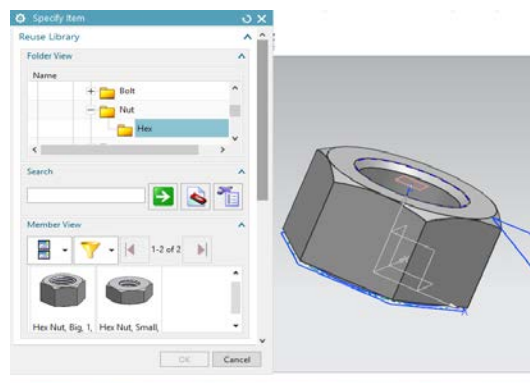 Specify Item
Reuse Library
Folder View
Name
Bolt
Nut
Hex
Search
Member View
1-2 of 2
Hex Nut, Big, 1, Hex Nut, Small,
OK Cancel